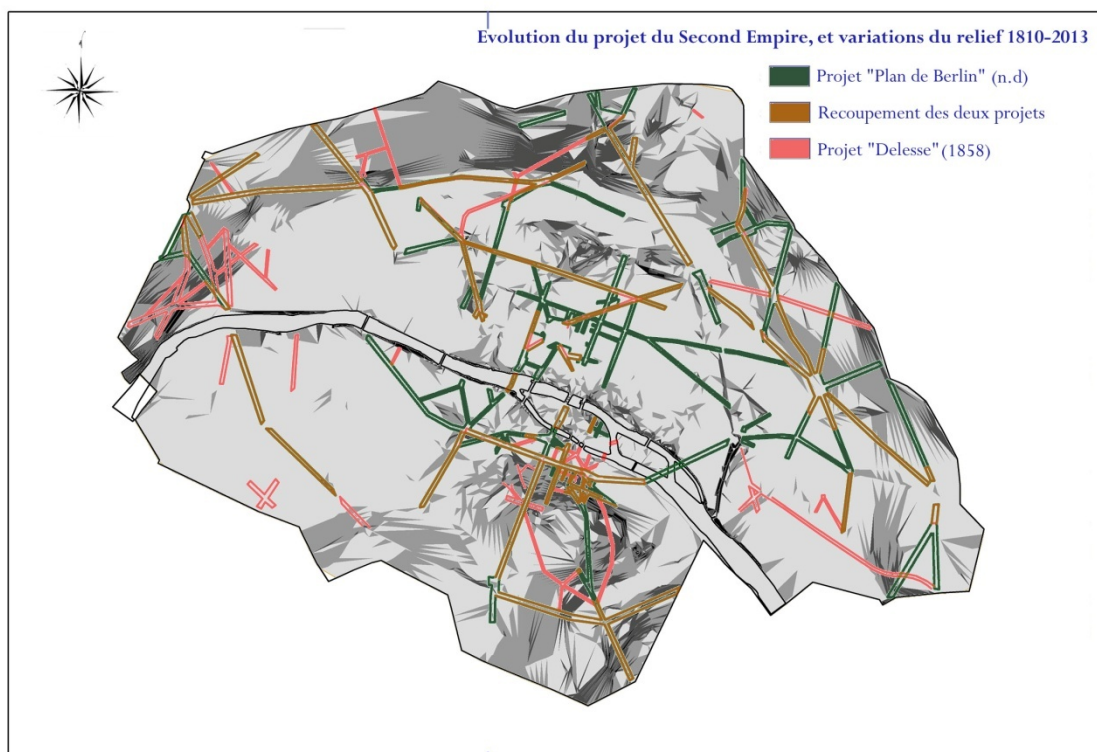 Evolution du projet du Second Empire, et variations du relief 1810-2013
Projet "Plan de Berlin" (n.d)
Recoupement des deux projets
Projet "Delesse" (1858)